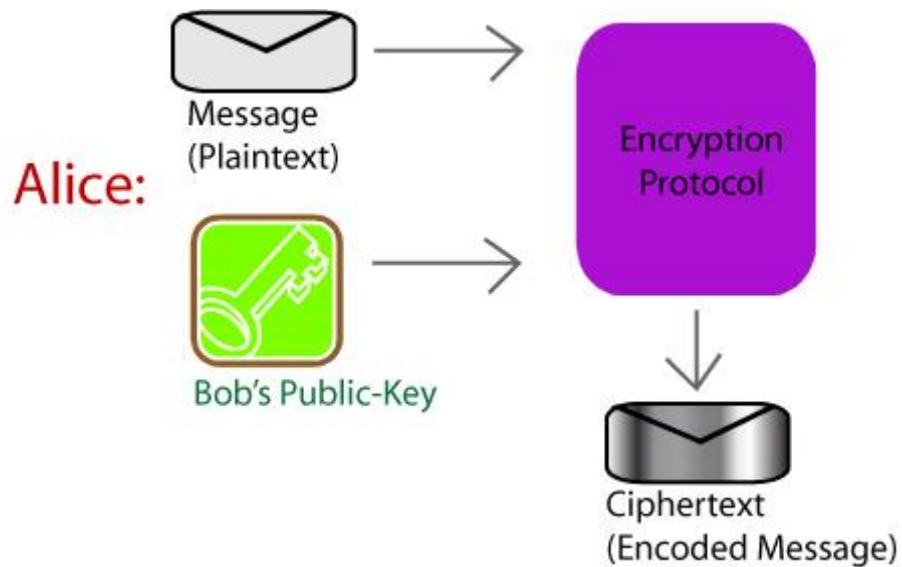 Message
(Plaintext)
Encryption
Protocol
Alice:
Bob's Public-Key
Ciphertext
(Encoded Message)